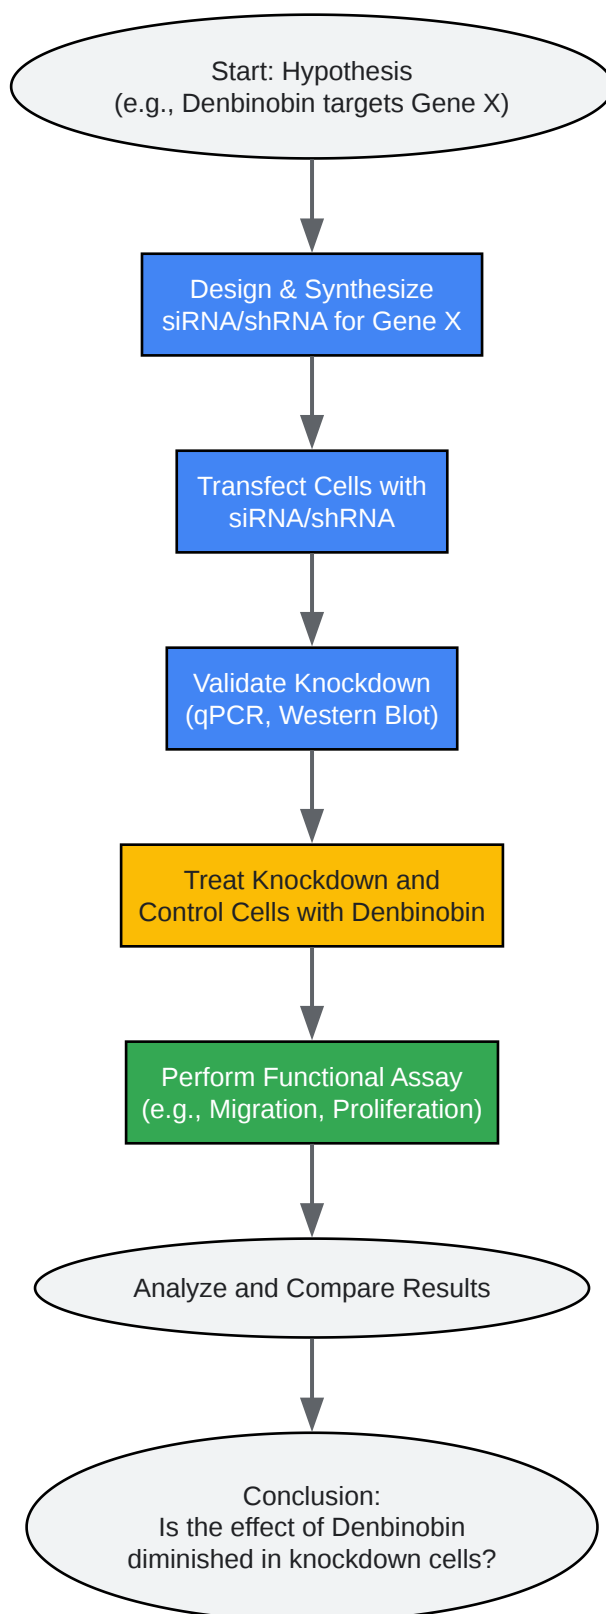 Start: Hypothesis
(e.g., Denbinobin targets Gene X)
Design & Synthesize
siRNA/shRNA for Gene X
Transfect Cells with
siRNA/shRNA
Validate Knockdown
(qPCR, Western Blot)
Treat Knockdown and
Control Cells with Denbinobin
Perform Functional Assay
(e.g., Migration, Proliferation)
Analyze and Compare Results
Conclusion:
Is the effect of Denbinobin
diminished in knockdown cells?